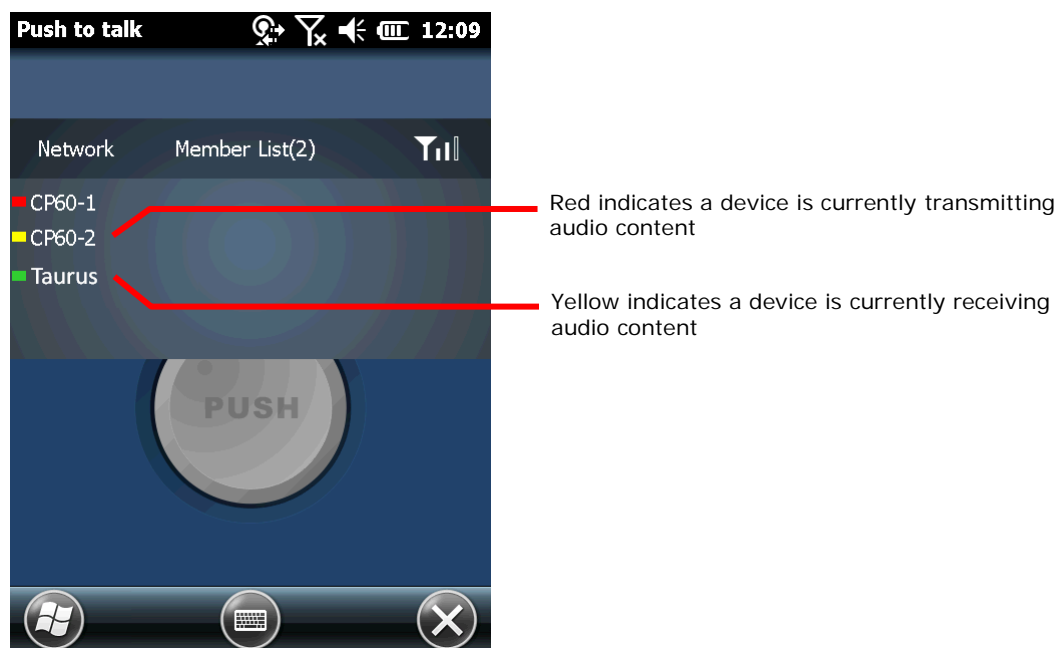 Push to talk 12:09
Network Member List(2)
CP60-1
CP60-2
Taurus
PUSH
Red indicates a device is currently transmitting
audio content
Yellow indicates a device is currently receiving
audio content